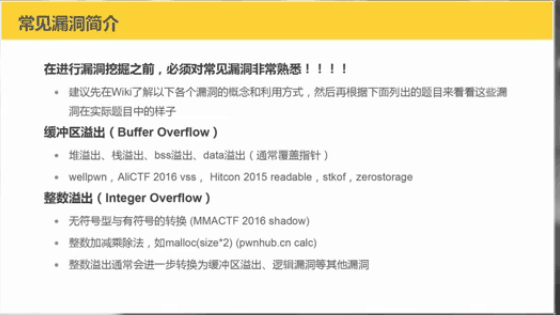 常见漏洞简介
在进行漏洞挖掘之前，必须对常见漏洞非常熟悉！！！！
• 建议先在Wiki了解以下各个漏洞的概念和利用方式，然后再根据下面列出的题目来看看这些漏
洞在实际题目中的样子
缓冲区溢出（Buffer Overflow）
• 堆溢出、栈溢出、bss溢出、data溢出（通常覆盖指针）
• wellpwn，AliCTF 2016 vss， Hitcon 2015 readable，stkof，zerostorage
整数溢出（Integer Overflow）
• 无符号型与有符号的转换 (MMACTF 2016 shadow)
• 整数加减乘除法，如malloc(size*2) (pwnhub.cn calc)
• 整数溢出通常会进一步转换为缓冲区溢出、逻辑漏洞等其他漏洞